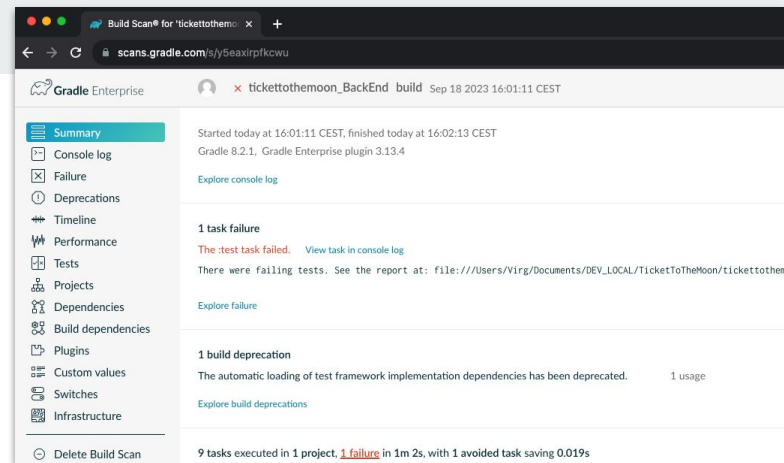 Build Scan® for 'tickettothemo
scans.gradle.com/s/y5eaxirpfkcwu
Gradle Enterprise
tickettothemoon_BackEnd build Sep 18 2023 16:01:11 CEST
Summary
Console log
Failure
Deprecations
Timeline
Performance
Tests
Projects
Dependencies
Build dependencies
Plugins
Custom values
Switches
Infrastructure
Delete Build Scan
Started today at 16:01:11 CEST, finished today at 16:02:13 CEST
Gradle 8.2.1, Gradle Enterprise plugin 3.13.4
Explore console log
1 task failure
The :test task failed. View task in console log
There were failing tests. See the report at: file:///Users/Virg/Documents/DEV_LOCAL/TicketToTheMoon/tickettothem
Explore failure
1 build deprecation
The automatic loading of test framework implementation dependencies has been deprecated. 1 usage
Explore build deprecations
9 tasks executed in 1 project, 1 failure in 1m 2s, with 1 avoided task saving 0.019s